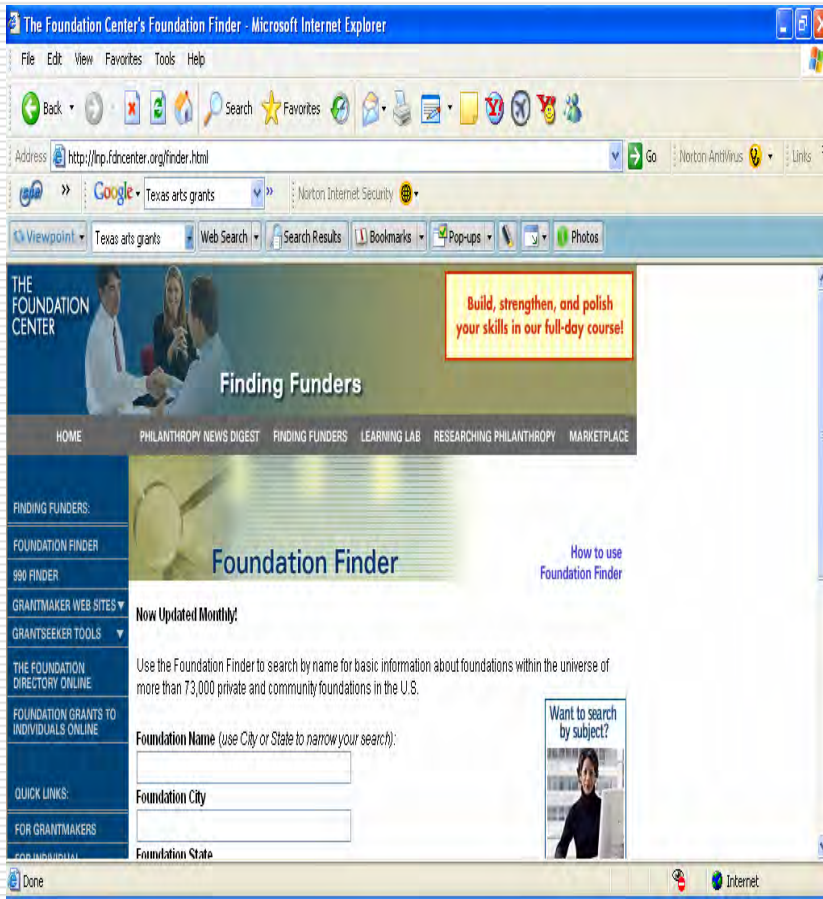 The Foundation Center's Foundation Finder - Microsoft Internet Explorer
File Edit View Favorites Tools Help
Back Search Favorites
Address http://lnp.fdncenter.org/finder.html Go Norton AntiVirus Links
Google Texas arts grants Norton Internet Security
Viewpoint Texas arts grants Web Search Search Results Bookmarks Pop-ups Photos
THE
FOUNDATION
CENTER
Build, strengthen, and polish
your skills in our full-day course!
Finding Funders
HOME PHILANTHROPY NEWS DIGEST FINDING FUNDERS LEARNING LAB RESEARCHING PHILANTHROPY MARKETPLACE
FINDING FUNDERS:
FOUNDATION FINDER
990 FINDER
GRANTMAKER WEB SITES
GRANTSEEKER TOOLS
THE FOUNDATION
DIRECTORY ONLINE
FOUNDATION GRANTS TO
INDIVIDUALS ONLINE
QUICK LINKS:
FOR GRANTMAKERS
FOR INDIVIDUAL
Foundation Finder
How to use
Foundation Finder
Now Updated Monthly!
Use the Foundation Finder to search by name for basic information about foundations within the universe of
more than 73,000 private and community foundations in the U.S.
Want to search
by subject?
Foundation Name (use City or State to narrow your search):
Foundation City
Foundation State
Done Internet